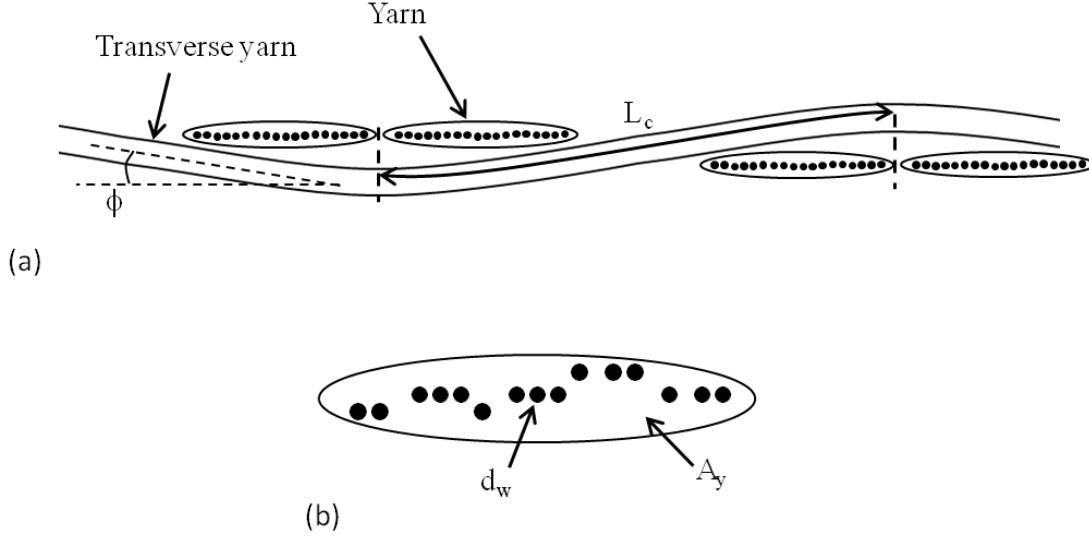 Yarn
Transverse yarn
L_c
ϕ
(a)
d_w
A_y
(b)